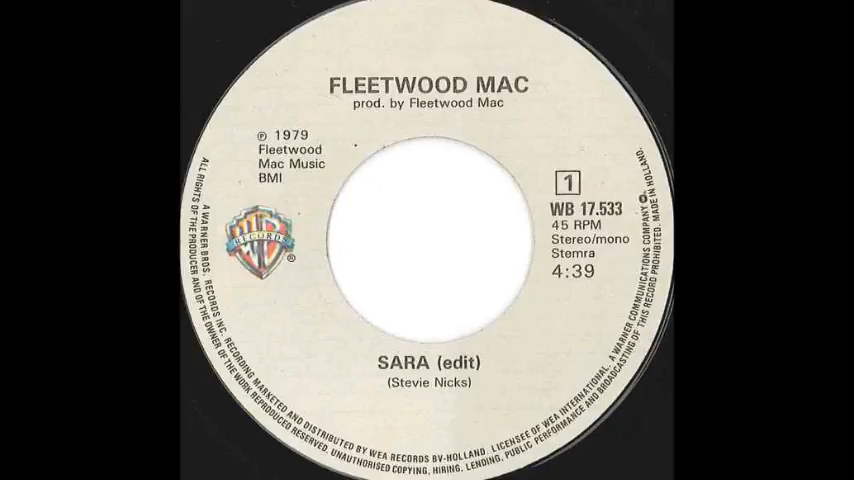 FLEETWOOD MAC
prod. by Fleetwood Mac
℗ 1979
Fleetwood
Mac Music
BMI
1
WB 17.533
45 RPM
Stereo/mono
Stemra
4:39
WB
RECORDS
®
SARA (edit)
(Stevie Nicks)
A WARNER BROS. RECORDS INC. RECORDING MARKETED AND DISTRIBUTED BY WEA RECORDS BV-HOLLAND. LICENSEE OF WEA INTERNATIONAL. A WARNER COMMUNICATIONS COMPANY
ALL RIGHTS OF THE PRODUCER AND OF THE OWNER OF THE WORK REPRODUCED RESERVED. UNAUTHORISED COPYING, HIRING, LENDING, PUBLIC PERFORMANCE AND BROADCASTING OF THIS RECORD PROHIBITED. MADE IN HOLLAND.